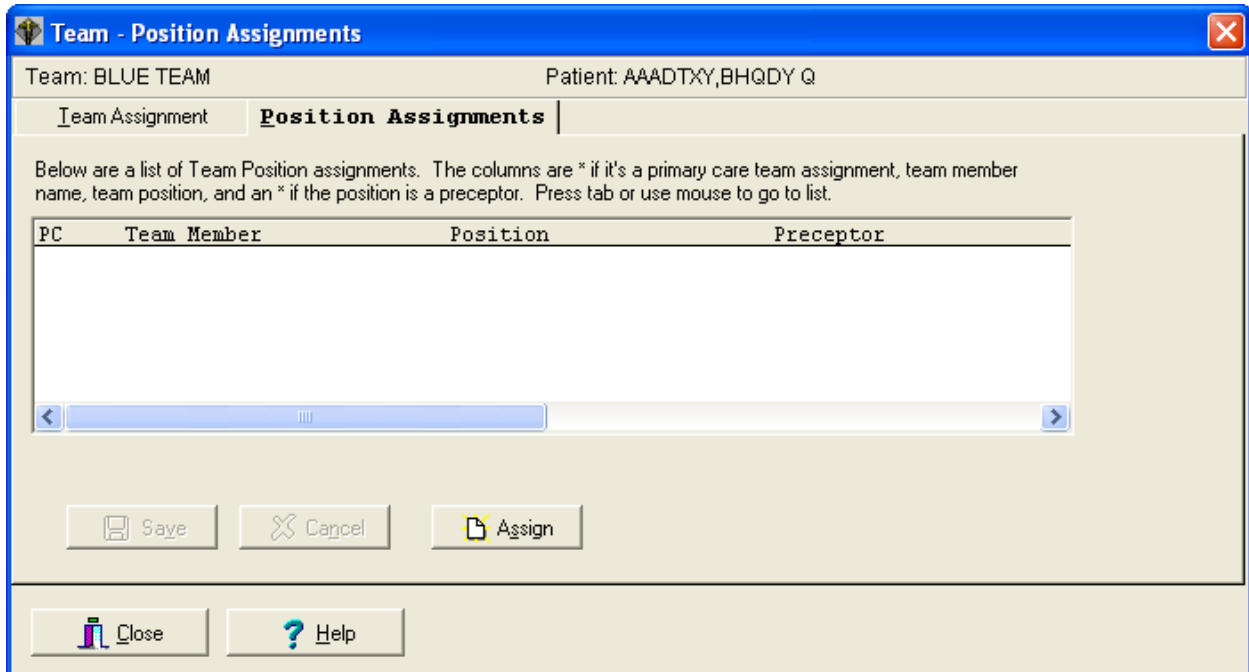 Team - Position Assignments
Team: BLUE TEAM Patient: AAADTXY,BHQDY Q
Team Assignment Position Assignments
Below are a list of Team Position assignments. The columns are * if it's a primary care team assignment, team member
name, team position, and an * if the position is a preceptor. Press tab or use mouse to go to list.
PC Team Member Position Preceptor
Save Cancel Assign
Close Help